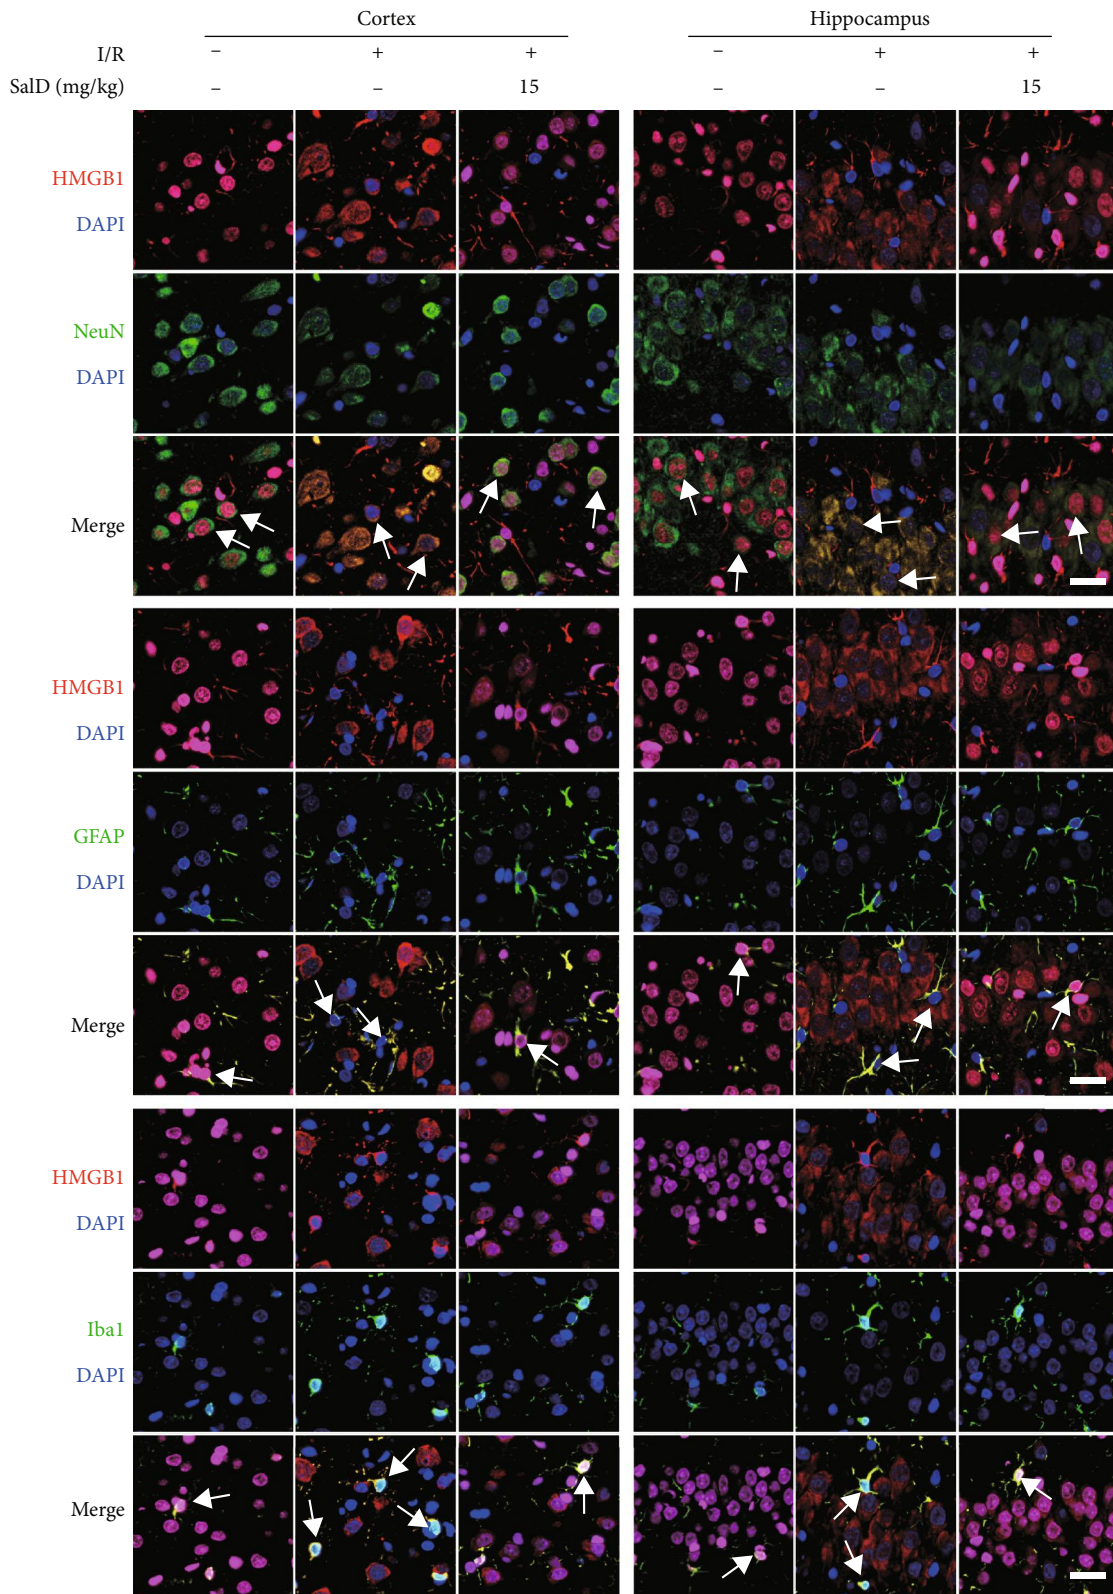 Cortex Hippocampus
I/R – + + – + +
SalD (mg/kg) – – 15 – – 15
HMGB1
DAPI
NeuN
DAPI
Merge
HMGB1
DAPI
GFAP
DAPI
Merge
HMGB1
DAPI
Iba1
DAPI
Merge